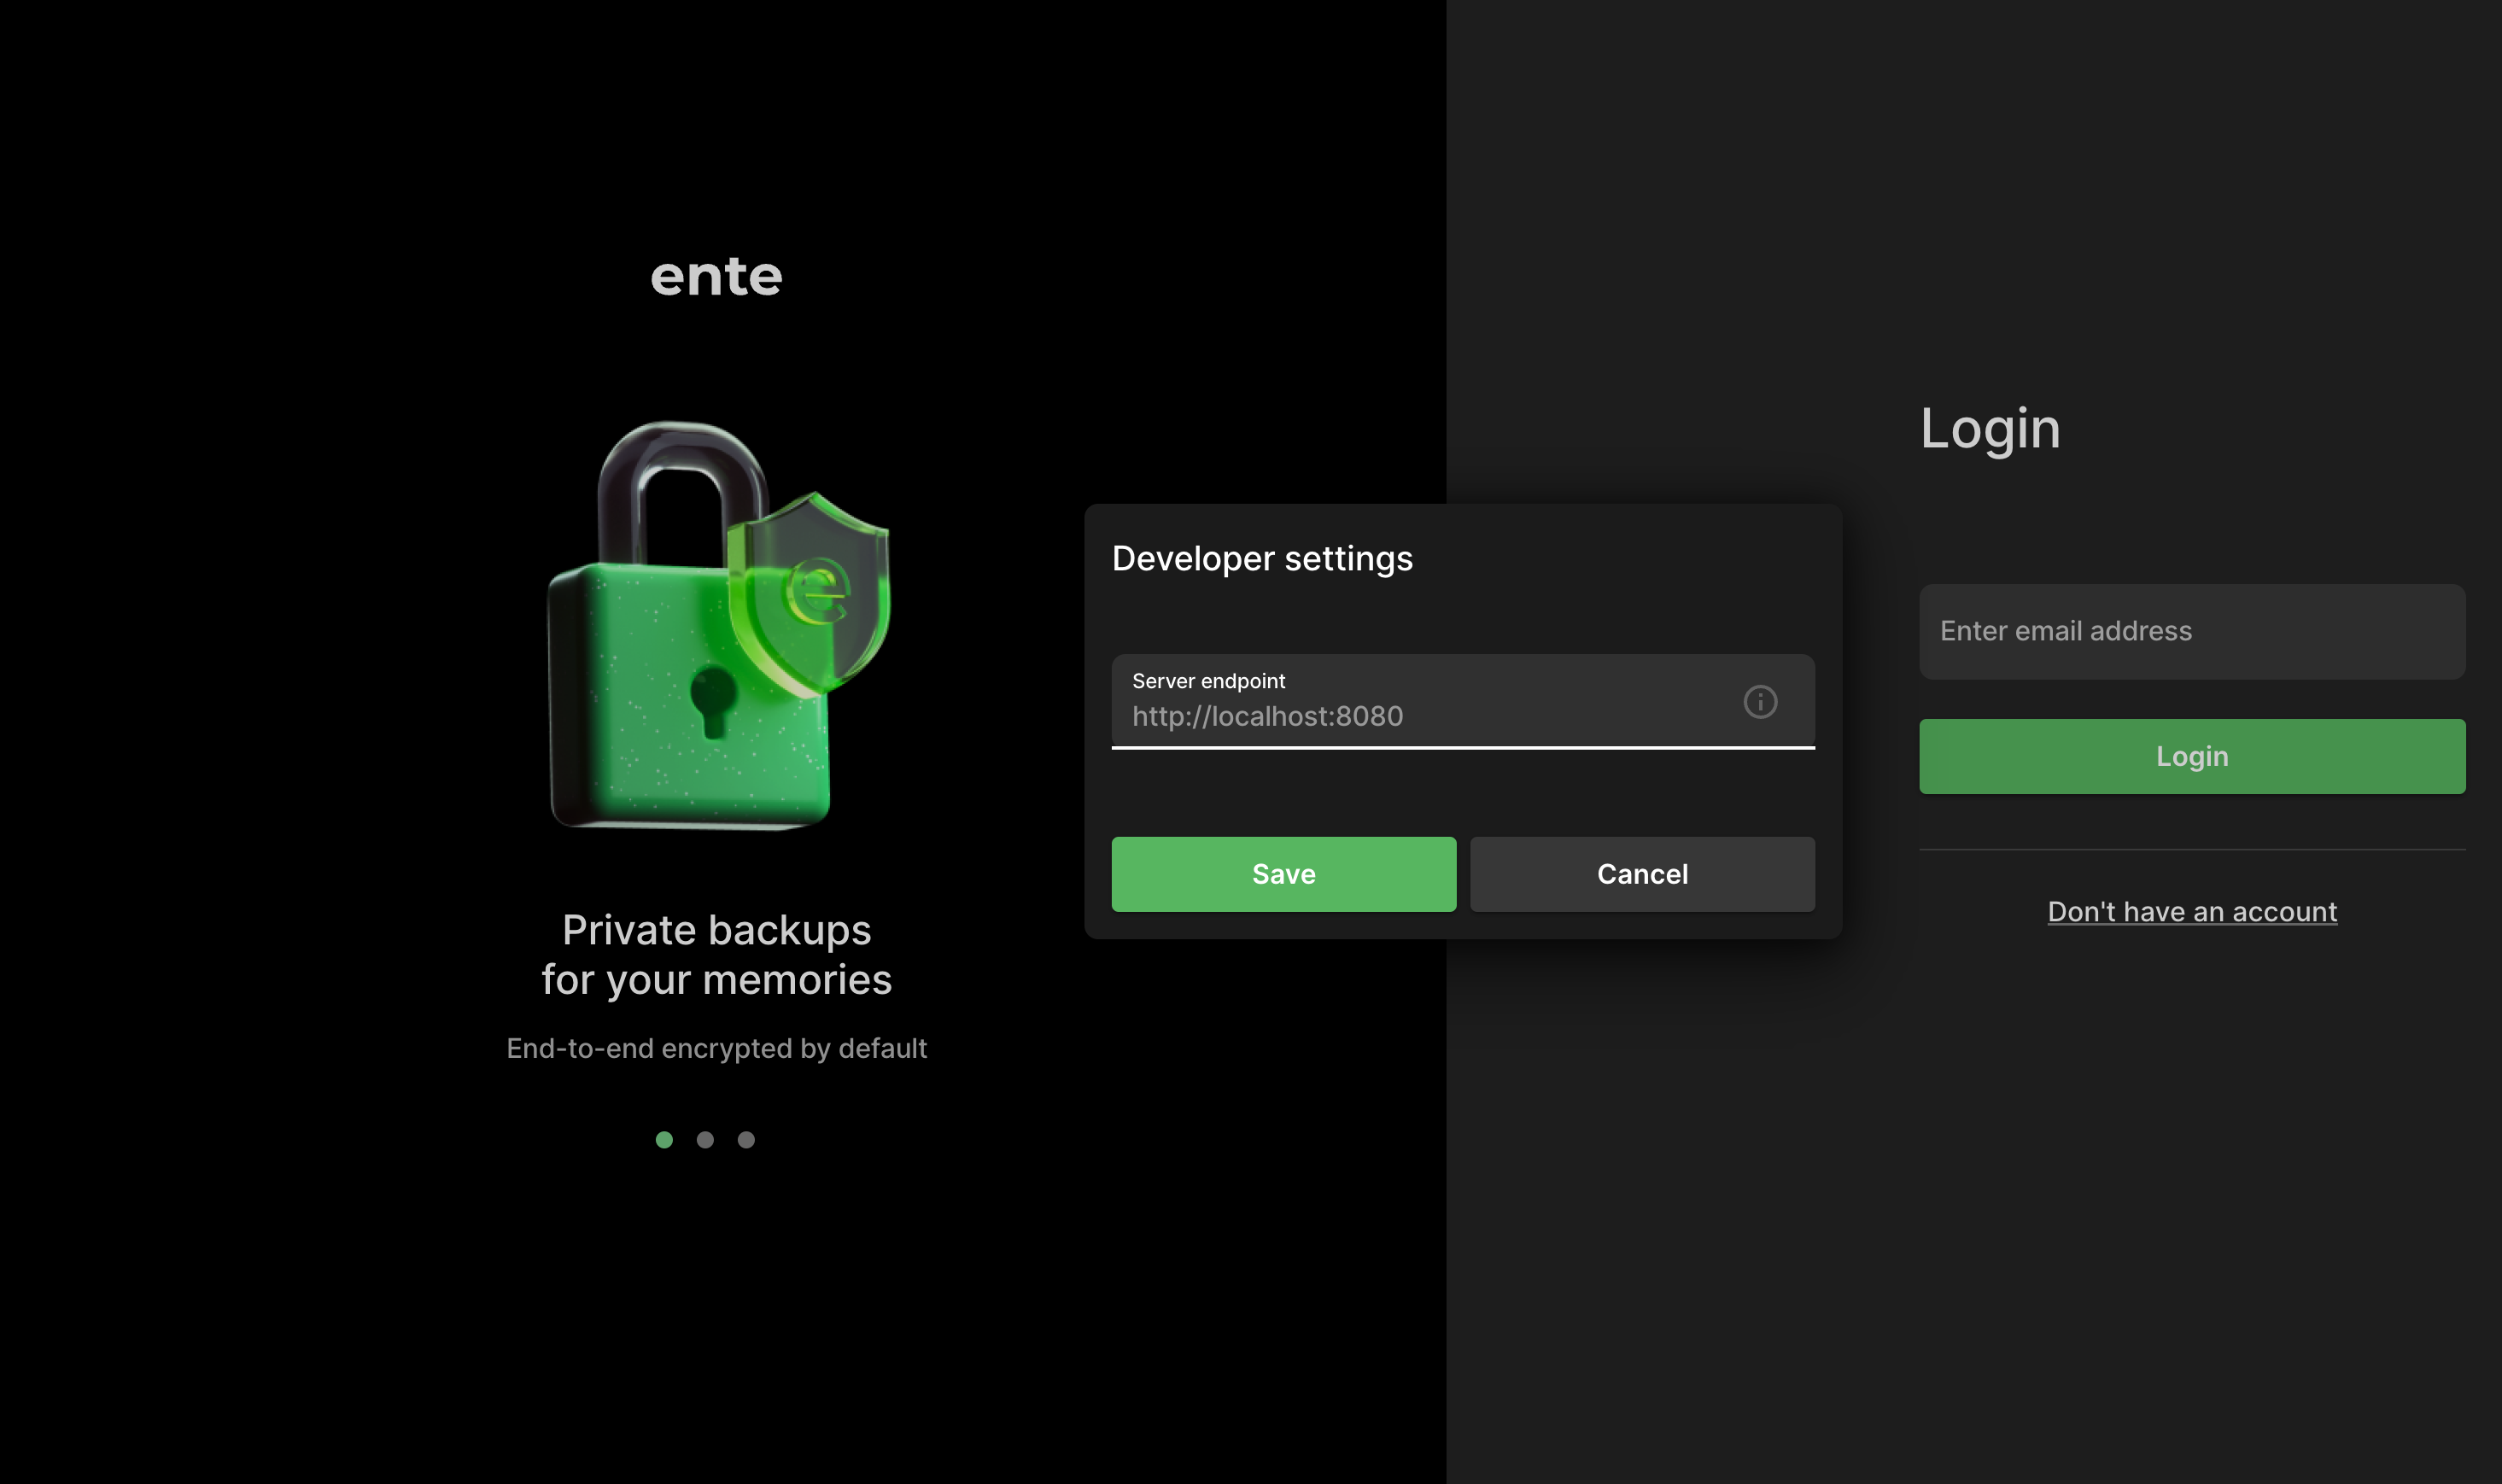 ente
e
Private backups
for your memories
End-to-end encrypted by default
Developer settings
Server endpoint
http://localhost:8080
Save
Cancel
Login
Enter email address
Login
Don't have an account